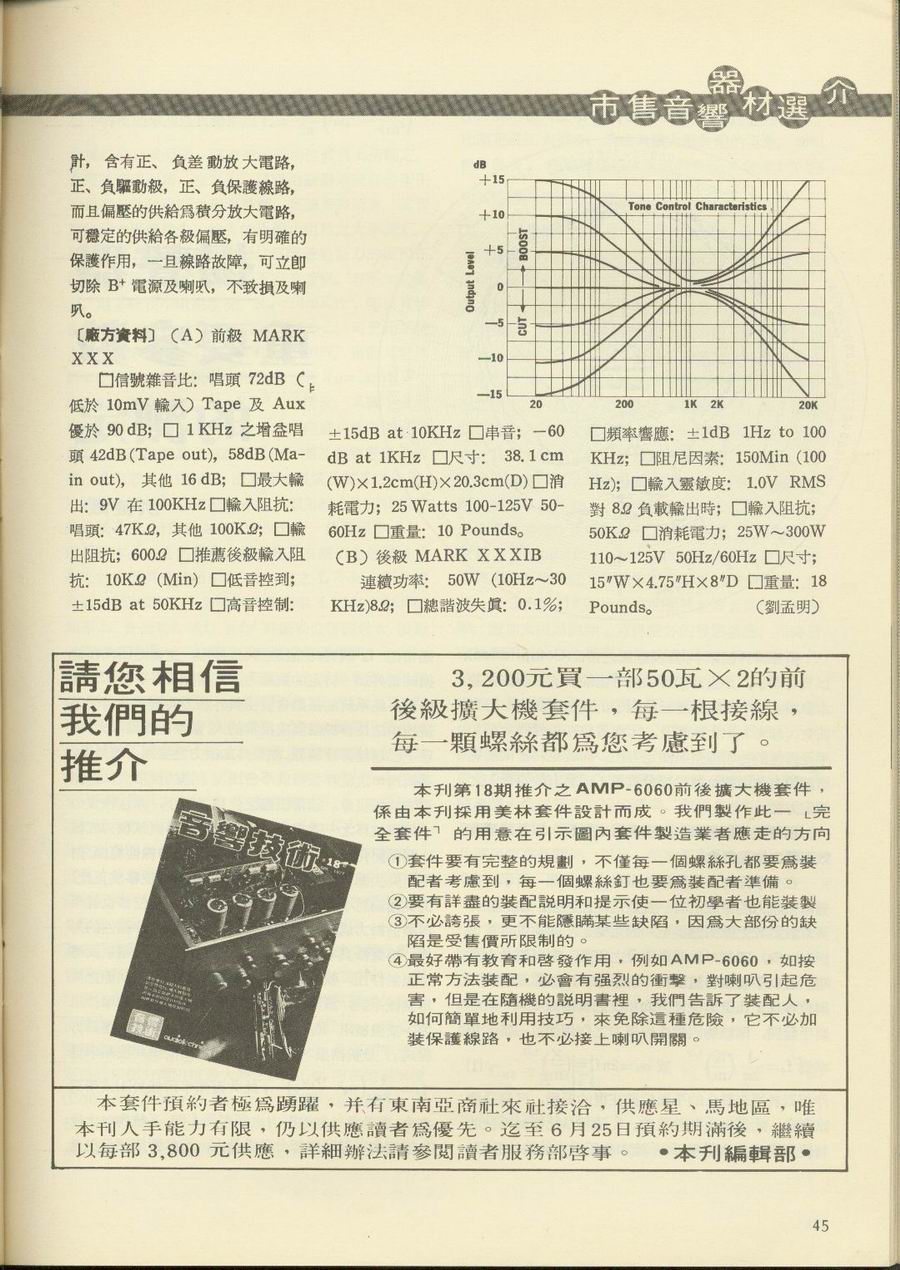 市售音響器材選介
計，含有正、負差動放大電路，
正、負驅動級，正、負保護線路，
而且偏壓的供給爲積分放大電路，
可穩定的供給各級偏壓，有明確的
保護作用，一旦線路故障，可立卽
切除 B⁺ 電源及喇叭，不致損及喇
叭。
〔廠方資料〕（A）前級 MARK
XXX
□信號雜音比：唱頭 72dB（上
低於 10mV 輸入）Tape 及 Aux
優於 90dB；□ 1KHz 之增益唱
頭 42dB(Tape out)，58dB(Ma-
in out)，其他 16dB；□最大輸
出：9V 在 100KHz □輸入阻抗：
唱頭：47KΩ，其他 100KΩ；□輸
出阻抗；600Ω □推薦後級輸入阻
抗：10KΩ (Min) □低音控到；
±15dB at 50KHz □高音控制:
dB
+15
+10
+5
0
−5
−10
−15
Output Level
BOOST
CUT
Tone Control Characteristics
20 200 1K 2K 20K
±15dB at 10KHz □串音；−60
dB at 1KHz □尺寸：38.1cm
(W)×1.2cm(H)×20.3cm(D) □消
耗電力；25Watts 100-125V 50-
60Hz □重量：10 Pounds。
（B）後級 MARK XXXIB
連續功率：50W (10Hz～30
KHz)8Ω；□總諧波失眞：0.1%；
□頻率響應：±1dB 1Hz to 100
KHz；□阻尼因素：150Min (100
Hz)；□輸入靈敏度：1.0V RMS
對 8Ω 負載輸出時；□輸入阻抗；
50KΩ □消耗電力；25W～300W
110～125V 50Hz/60Hz □尺寸；
15″W×4.75″H×8″D □重量：18
Pounds。（劉孟明）
請您相信
我們的
推介
3,200元買一部50瓦×2的前
後級擴大機套件，每一根接線，
每一顆螺絲都爲您考慮到了。
本刊第18期推介之AMP-6060前後擴大機套件，
係由本刊採用美林套件設計而成。我們製作此一「完
全套件」的用意在引示圖內套件製造業者應走的方向
①套件要有完整的規劃，不僅每一個螺絲孔都要爲裝
配者考慮到，每一個螺絲釘也要爲裝配者準備。
②要有詳盡的裝配說明和提示使一位初學者也能裝製
③不必誇張，更不能隱瞞某些缺陷，因爲大部份的缺
陷是受售價所限制的。
④最好帶有教育和啓發作用，例如AMP-6060，如按
正常方法裝配，必會有强烈的衝擊，對喇叭引起危
害，但是在隨機的說明書裡，我們告訴了裝配人，
如何簡單地利用技巧，來免除這種危險，它不必加
裝保護線路，也不必接上喇叭開關。
音響技術
18
本套件預約者極爲踴躍，并有東南亞商社來社接洽，供應星、馬地區，唯
本刊人手能力有限，仍以供應讀者爲優先。迄至 6 月25日預約期滿後，繼續
以每部 3,800 元供應，詳細辦法請參閱讀者服務部啓事。 •本刊編輯部•
45